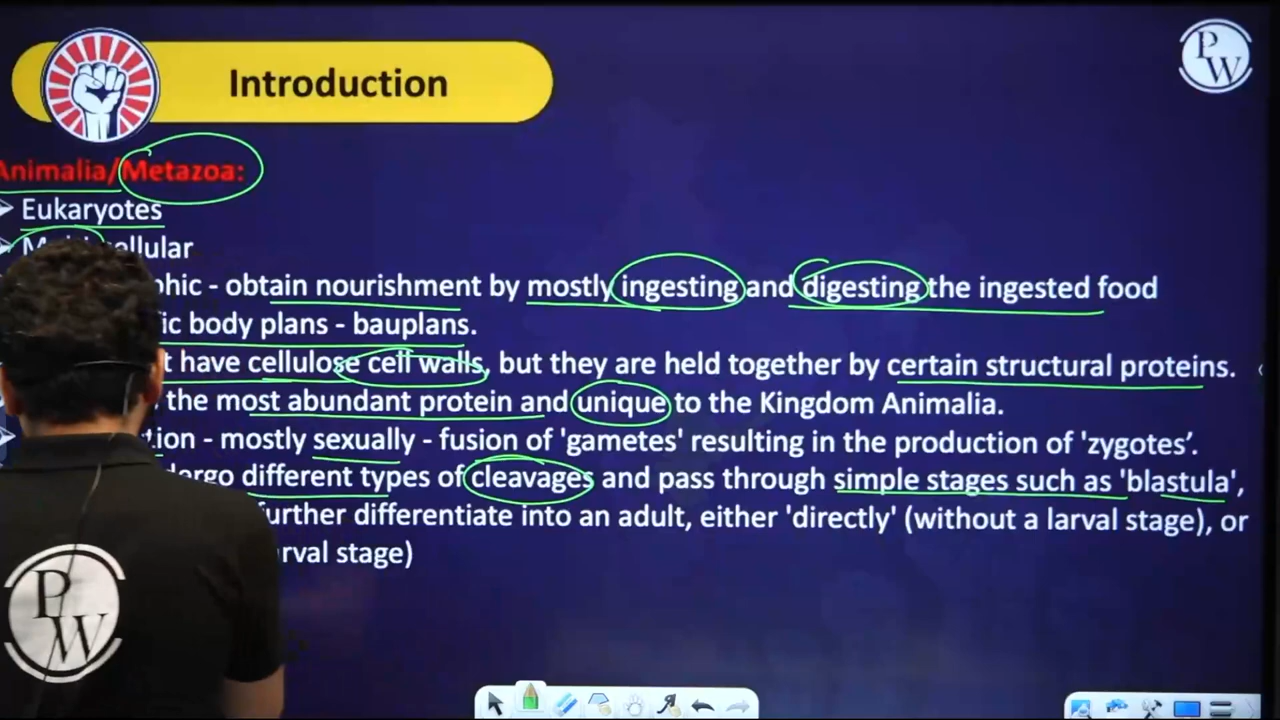 Introduction
P
W
Animalia/Metazoa:
Eukaryotes
cellular
phic - obtain nourishment by mostly ingesting and digesting the ingested food
ic body plans - bauplans.
t have cellulose cell walls, but they are held together by certain structural proteins.
the most abundant protein and unique to the Kingdom Animalia.
tion - mostly sexually - fusion of 'gametes' resulting in the production of 'zygotes'.
ergo different types of cleavages and pass through simple stages such as 'blastula',
further differentiate into an adult, either 'directly' (without a larval stage), or
rval stage)
P
W